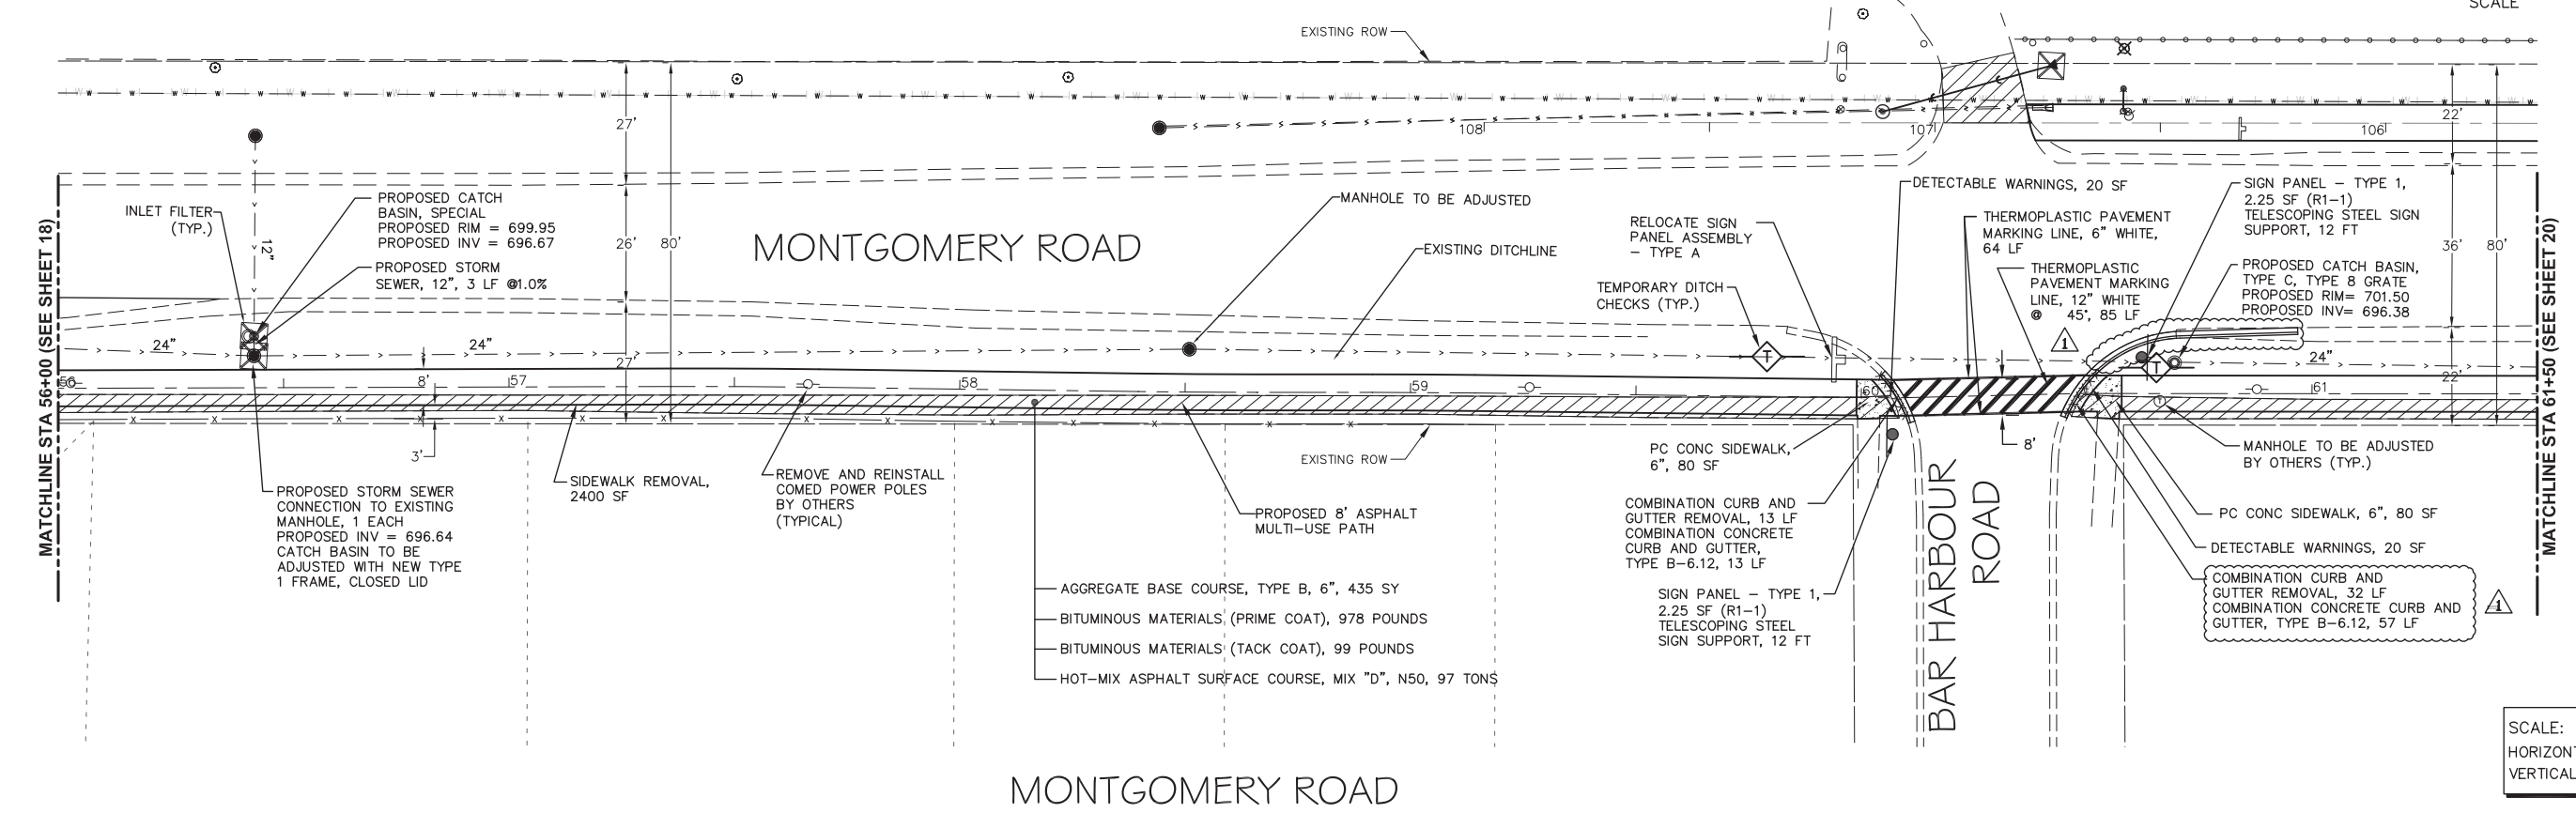 SCALE
EXISTING ROW
27'
26'
80'
27'
108
107
106
22'
36'
80'
22'
MATCHLINE STA 56+00 (SEE SHEET 18)
INLET FILTER
(TYP.)
12"
PROPOSED CATCH
BASIN, SPECIAL
PROPOSED RIM = 699.95
PROPOSED INV = 696.67
PROPOSED STORM
SEWER, 12", 3 LF @1.0%
MONTGOMERY ROAD
MANHOLE TO BE ADJUSTED
EXISTING DITCHLINE
RELOCATE SIGN
PANEL ASSEMBLY
- TYPE A
TEMPORARY DITCH
CHECKS (TYP.)
DETECTABLE WARNINGS, 20 SF
THERMOPLASTIC PAVEMENT
MARKING LINE, 6" WHITE,
64 LF
THERMOPLASTIC
PAVEMENT MARKING
LINE, 12" WHITE
@ 45°, 85 LF
1
SIGN PANEL - TYPE 1,
2.25 SF (R1-1)
TELESCOPING STEEL SIGN
SUPPORT, 12 FT
PROPOSED CATCH BASIN,
TYPE C, TYPE 8 GRATE
PROPOSED RIM= 701.50
PROPOSED INV= 696.38
MATCHLINE STA 61+50 (SEE SHEET 20)
24"
24"
24"
T
T
56
8'
57
58
59
60
61
3'
8'
SIDEWALK REMOVAL,
2400 SF
REMOVE AND REINSTALL
COMED POWER POLES
BY OTHERS
(TYPICAL)
PROPOSED STORM SEWER
CONNECTION TO EXISTING
MANHOLE, 1 EACH
PROPOSED INV = 696.64
CATCH BASIN TO BE
ADJUSTED WITH NEW TYPE
1 FRAME, CLOSED LID
EXISTING ROW
PROPOSED 8' ASPHALT
MULTI-USE PATH
AGGREGATE BASE COURSE, TYPE B, 6", 435 SY
BITUMINOUS MATERIALS (PRIME COAT), 978 POUNDS
BITUMINOUS MATERIALS (TACK COAT), 99 POUNDS
HOT-MIX ASPHALT SURFACE COURSE, MIX "D", N50, 97 TONS
PC CONC SIDEWALK,
6", 80 SF
COMBINATION CURB AND
GUTTER REMOVAL, 13 LF
COMBINATION CONCRETE
CURB AND GUTTER,
TYPE B-6.12, 13 LF
SIGN PANEL - TYPE 1,
2.25 SF (R1-1)
TELESCOPING STEEL
SIGN SUPPORT, 12 FT
BAR HARBOUR
ROAD
MANHOLE TO BE ADJUSTED
BY OTHERS (TYP.)
PC CONC SIDEWALK, 6", 80 SF
DETECTABLE WARNINGS, 20 SF
COMBINATION CURB AND
GUTTER REMOVAL, 32 LF
COMBINATION CONCRETE CURB AND
GUTTER, TYPE B-6.12, 57 LF
1
MONTGOMERY ROAD
SCALE:
HORIZONT
VERTICAL